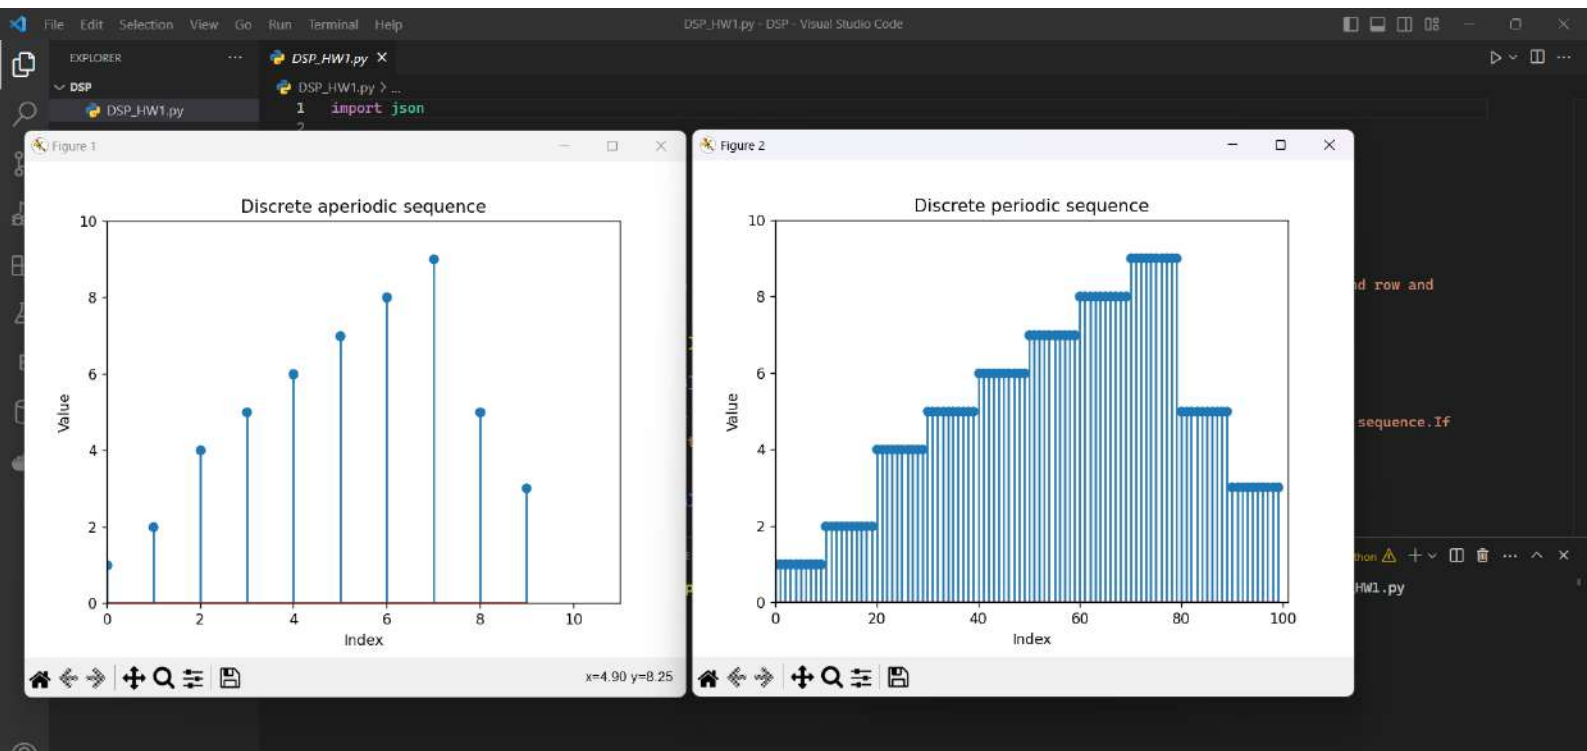 File Edit Selection View Go Run Terminal Help
DSP_HW1.py - DSP - Visual Studio Code
EXPLORER
DSP_HW1.py
DSP
DSP_HW1.py > ...
DSP_HW1.py
1 import json
2
Figure 1
Discrete aperiodic sequence
10
8
6
4
2
0
Value
0 2 4 6 8 10
Index
x=4.90 y=8.25
Figure 2
Discrete periodic sequence
10
8
6
4
2
0
Value
0 20 40 60 80 100
Index
row and
sequence.If
HW1.py